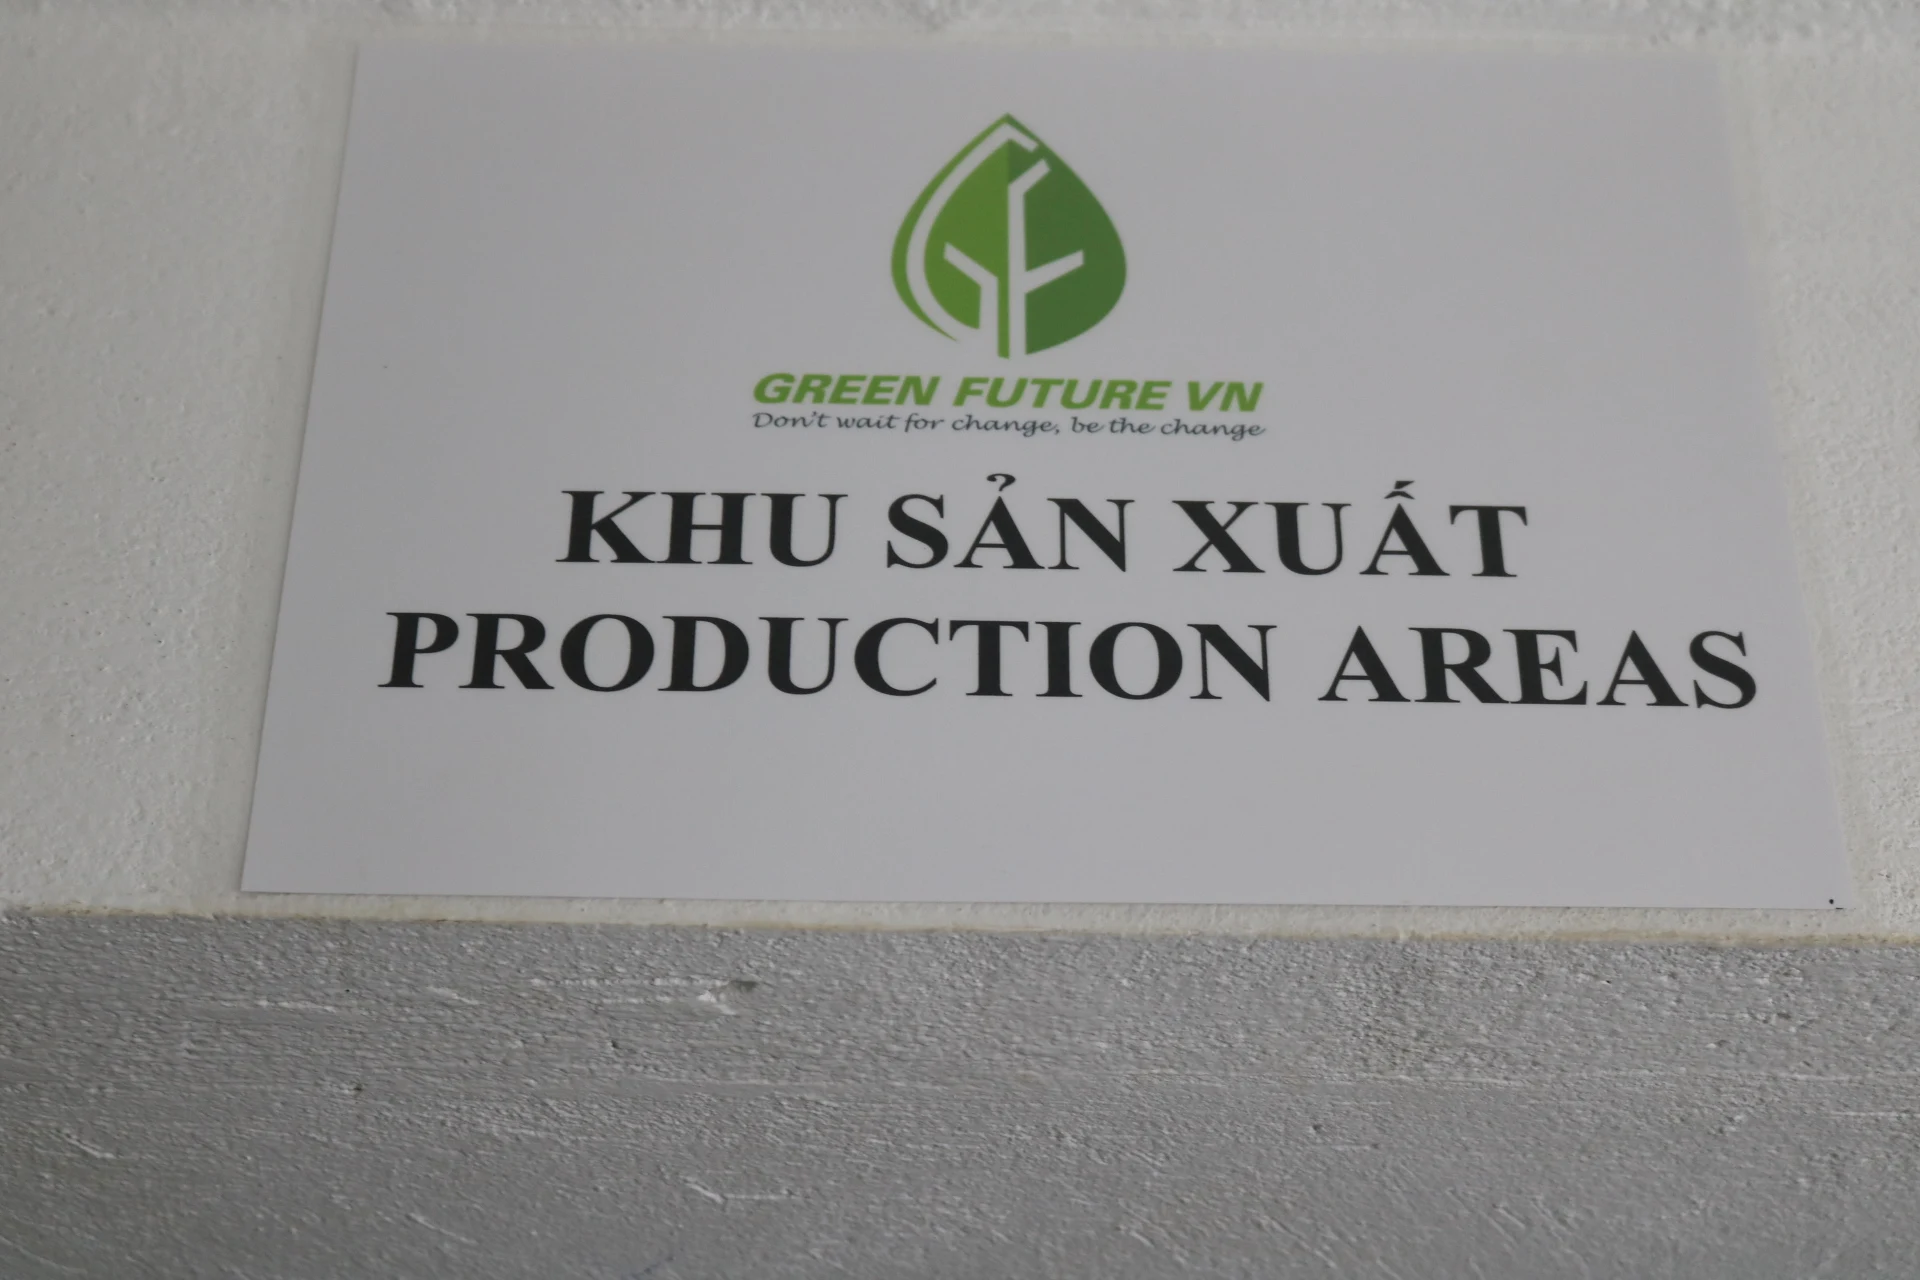 GREEN FUTURE VN
Don't wait for change, be the change
KHU SẢN XUẤT
PRODUCTION AREAS